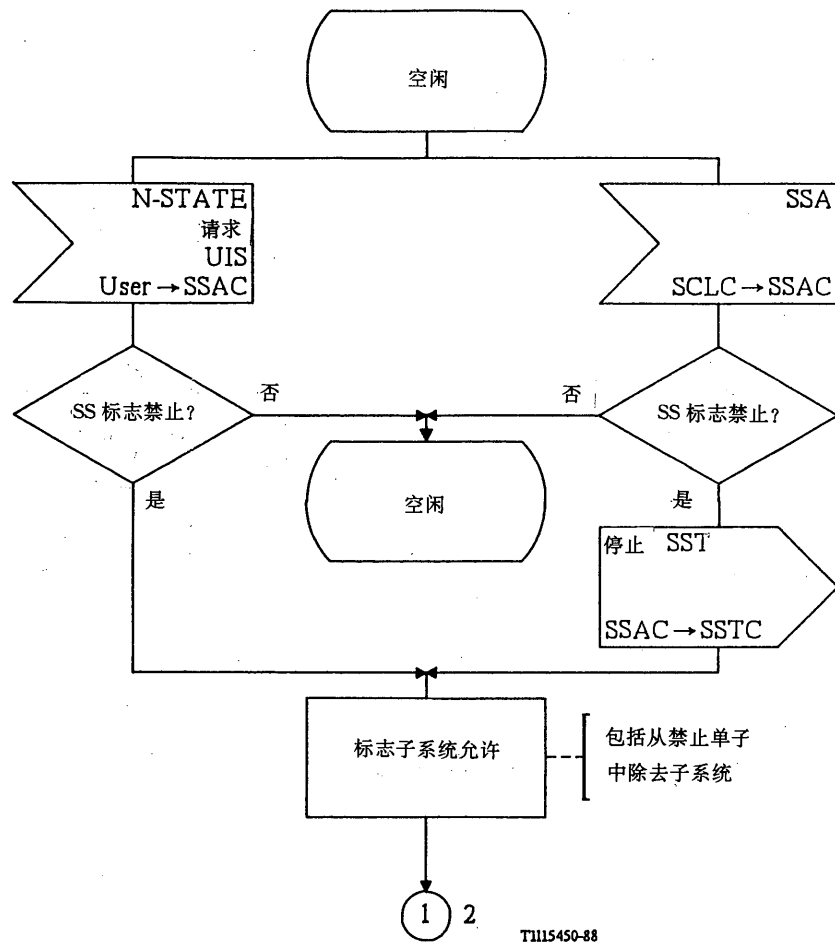 空闲
N-STATE
请求
UIS
User → SSAC
SSA
SCLC → SSAC
SS 标志禁止?
否
否
SS 标志禁止?
空闲
是
是
停止 SST
SSAC → SSTC
标志子系统允许
包括从禁止单子
中除去子系统
1 2
T1115450-88